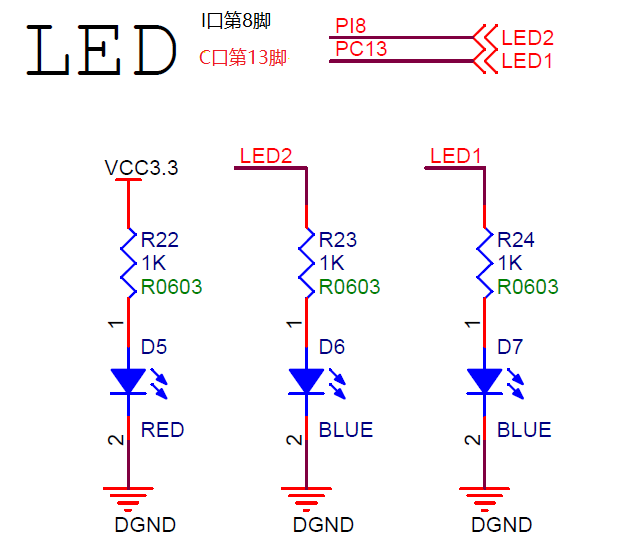 LED
I口第8脚
C口第13脚
PI8
LED2
PC13
LED1
VCC3.3
LED2
LED1
R22
1K
R0603
R23
1K
R0603
R24
1K
R0603
1
1
1
D5
D6
D7
RED
BLUE
BLUE
2
2
2
DGND
DGND
DGND